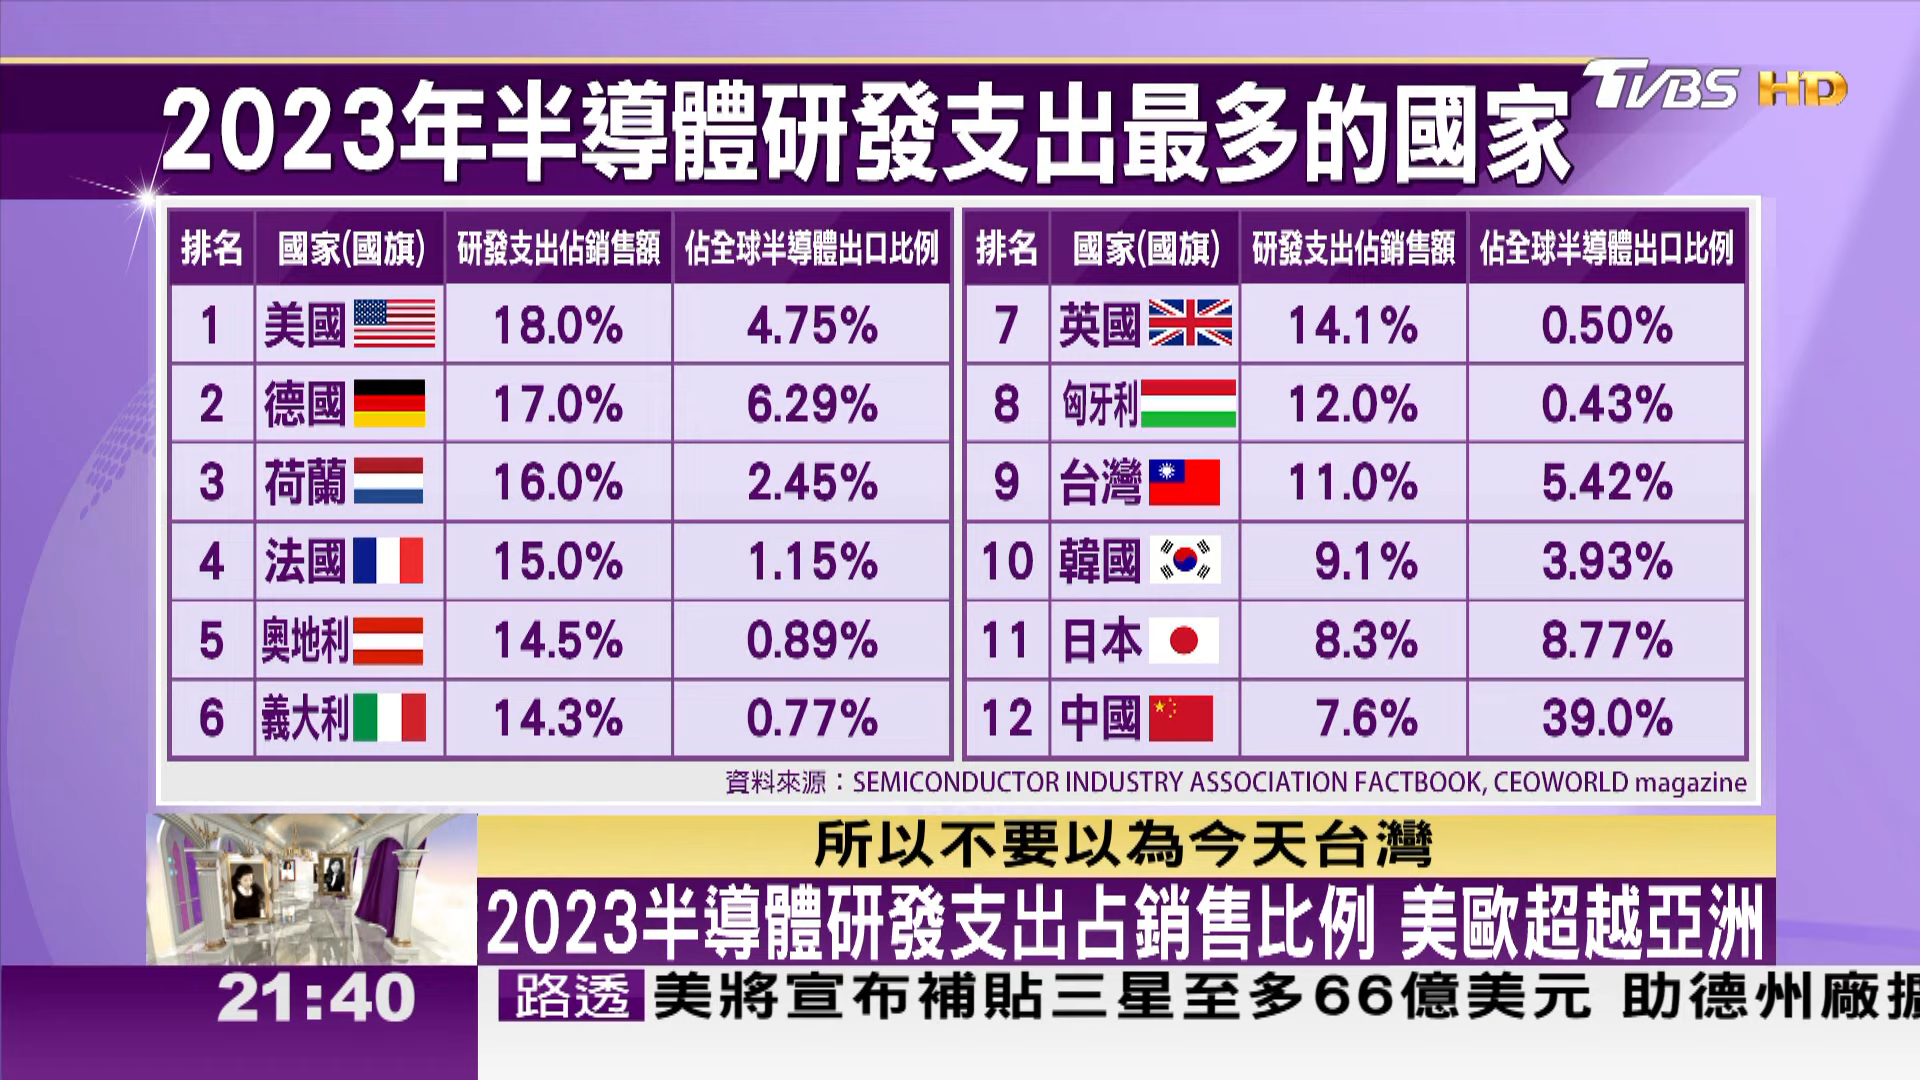 TVBS HD
2023年半導體研發支出最多的國家
排名 國家(國旗) 研發支出佔銷售額 佔全球半導體出口比例
1 美國 18.0% 4.75%
2 德國 17.0% 6.29%
3 荷蘭 16.0% 2.45%
4 法國 15.0% 1.15%
5 奧地利 14.5% 0.89%
6 義大利 14.3% 0.77%
排名 國家(國旗) 研發支出佔銷售額 佔全球半導體出口比例
7 英國 14.1% 0.50%
8 匈牙利 12.0% 0.43%
9 台灣 11.0% 5.42%
10 韓國 9.1% 3.93%
11 日本 8.3% 8.77%
12 中國 7.6% 39.0%
資料來源：SEMICONDUCTOR INDUSTRY ASSOCIATION FACTBOOK, CEOWORLD magazine
所以不要以為今天台灣
2023半導體研發支出占銷售比例 美歐超越亞洲
21:40
路透 美將宣布補貼三星至多66億美元 助德州廠